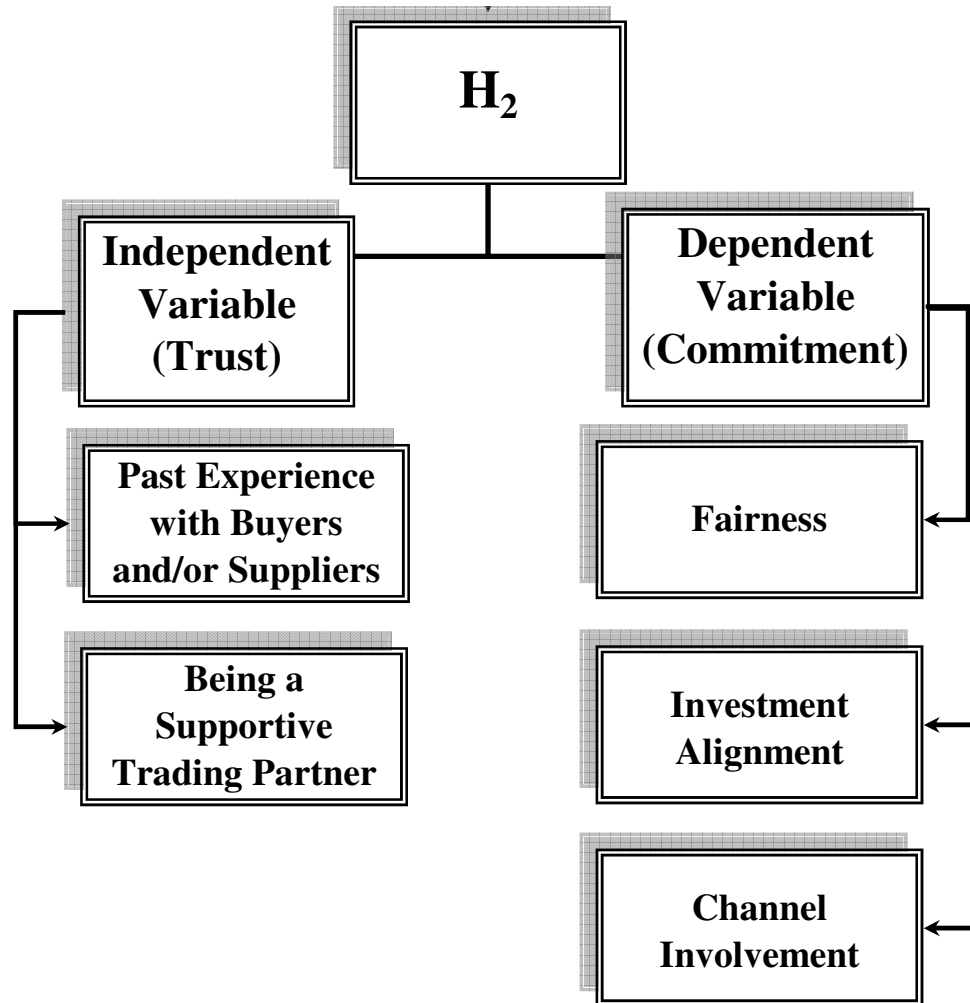 H₂
Independent
Variable
(Trust)
Dependent
Variable
(Commitment)
Past Experience
with Buyers
and/or Suppliers
Fairness
Being a
Supportive
Trading Partner
Investment
Alignment
Channel
Involvement